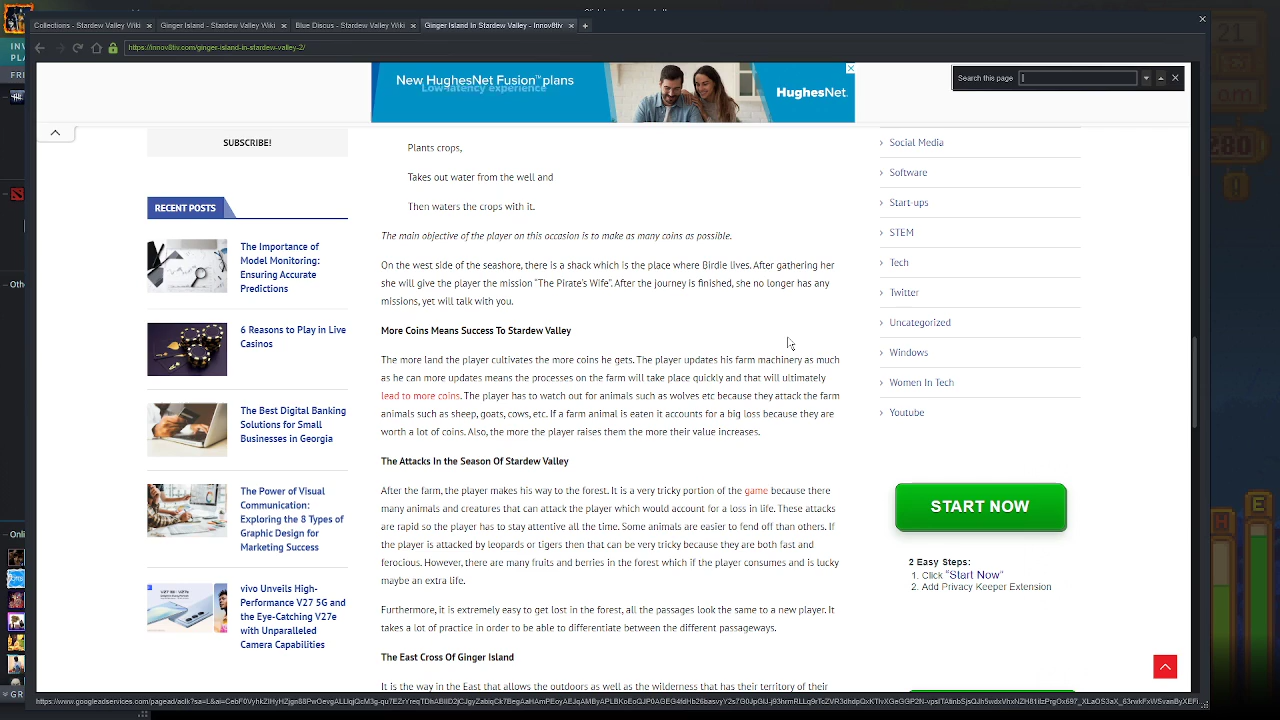 Collections - Stardew Valley Wiki
Ginger Island - Stardew Valley Wiki
Blue Discus - Stardew Valley Wiki
Ginger Island In Stardew Valley - Innov8tiv
https://innov8tiv.com/ginger-island-in-stardew-valley-2/
New HughesNet Fusion™ plans
Low-latency experience
HughesNet.
Search this page
SUBSCRIBE!
RECENT POSTS
The Importance of
Model Monitoring:
Ensuring Accurate
Predictions
6 Reasons to Play in Live
Casinos
The Best Digital Banking
Solutions for Small
Businesses in Georgia
The Power of Visual
Communication:
Exploring the 8 Types of
Graphic Design for
Marketing Success
vivo Unveils High-
Performance V27 5G and
the Eye-Catching V27e
with Unparalleled
Camera Capabilities
Plants crops,
Takes out water from the well and
Then waters the crops with it.
The main objective of the player on this occasion is to make as many coins as possible.
On the west side of the seashore, there is a shack which is the place where Birdie lives. After gathering her
she will give the player the mission "The Pirate's Wife". After the journey is finished, she no longer has any
missions, yet will talk with you.
More Coins Means Success To Stardew Valley
The more land the player cultivates the more coins he gets. The player updates his farm machinery as much
as he can more updates means the processes on the farm will take place quickly and that will ultimately
lead to more coins. The player has to watch out for animals such as wolves etc because they attack the farm
animals such as sheep, goats, cows, etc. If a farm animal is eaten it accounts for a big loss because they are
worth a lot of coins. Also, the more the player raises them the more their value increases.
The Attacks In the Season Of Stardew Valley
After the farm, the player makes his way to the forest. It is a very tricky portion of the game because there
many animals and creatures that can attack the player which would account for a loss in life. These attacks
are rapid so the player has to stay attentive all the time. Some animals are easier to fend off than others. If
the player is attacked by leopards or tigers then that can be very tricky because they are both fast and
ferocious. However, there are many fruits and berries in the forest which if the player consumes and is lucky
maybe an extra life.
Furthermore, it is extremely easy to get lost in the forest, all the passages look the same to a new player. It
takes a lot of practice in order to be able to differentiate between the different passageways.
The East Cross Of Ginger Island
It is the way in the East that allows the outdoors as well as the wilderness that has their territory of their
Social Media
Software
Start-ups
STEM
Tech
Twitter
Uncategorized
Windows
Women In Tech
Youtube
START NOW
2 Easy Steps:
1. Click "Start Now"
2. Add Privacy Keeper Extension
21
280
H
E